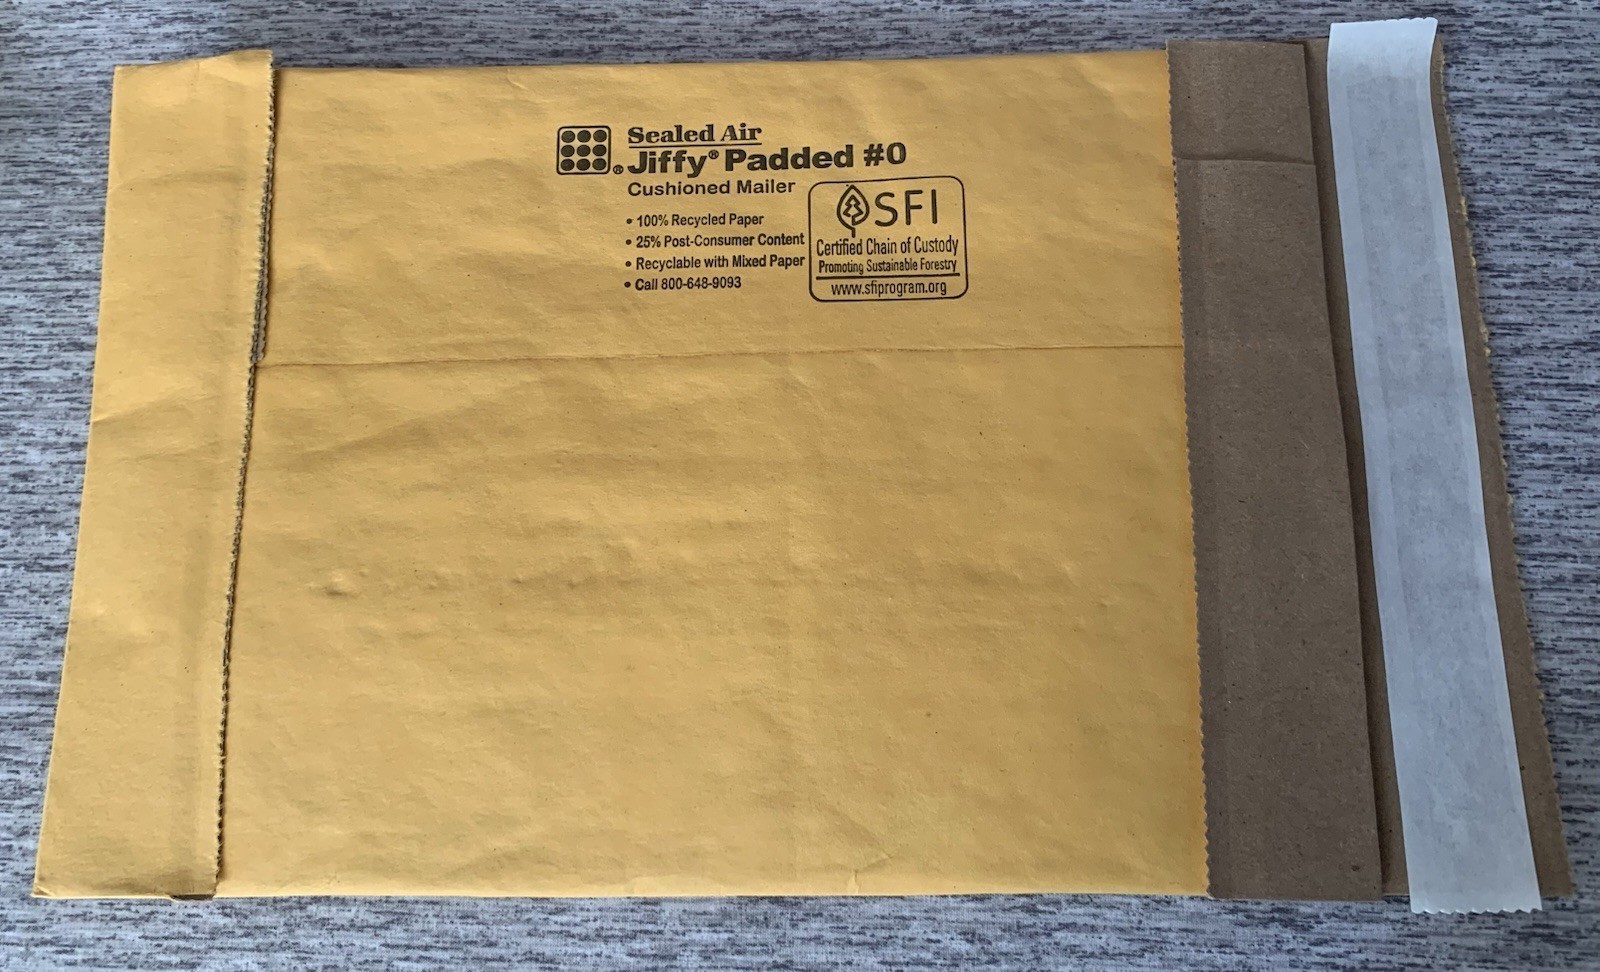 Sealed Air
® Jiffy® Padded #0
Cushioned Mailer
• 100% Recycled Paper
• 25% Post-Consumer Content
• Recyclable with Mixed Paper
• Call 800-648-9093
SFI
Certified Chain of Custody
Promoting Sustainable Forestry
www.sfiprogram.org